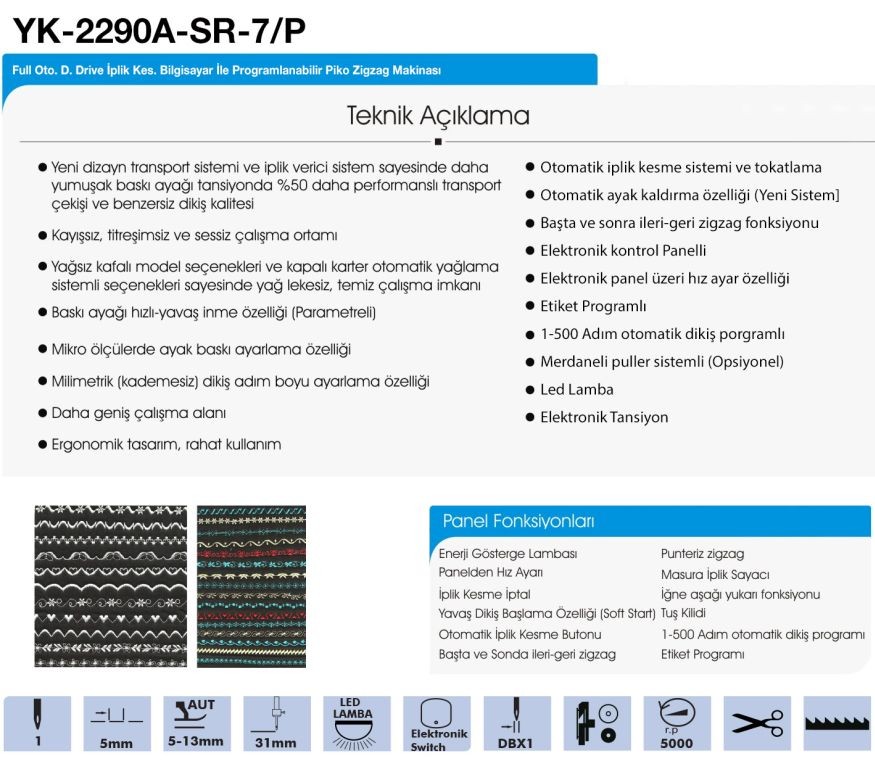 YK-2290A-SR-7/P
Full Oto. D. Drive İplik Kes. Bilgisayar İle Programlanabilir Piko Zigzag Makinası
Teknik Açıklama
● Yeni dizayn transport sistemi ve iplik verici sistem sayesinde daha
yumuşak baskı ayağı tansiyonda %50 daha performanslı transport
çekişi ve benzersiz dikiş kalitesi
● Kayışsız, titreşimsiz ve sessiz çalışma ortamı
● Yağsız kafalı model seçenekleri ve kapalı karter otomatik yağlama
sistemli seçenekleri sayesinde yağ lekesiz, temiz çalışma imkanı
● Baskı ayağı hızlı-yavaş inme özelliği (Parametreli)
● Mikro ölçülerde ayak baskı ayarlama özelliği
● Milimetrik (kademesiz) dikiş adım boyu ayarlama özelliği
● Daha geniş çalışma alanı
● Ergonomik tasarım, rahat kullanım
● Otomatik iplik kesme sistemi ve tokatlama
● Otomatik ayak kaldırma özelliği (Yeni Sistem]
● Başta ve sonra ileri-geri zigzag fonksiyonu
● Elektronik kontrol Panelli
● Elektronik panel üzeri hız ayar özelliği
● Etiket Programlı
● 1-500 Adım otomatik dikiş porgramlı
● Merdaneli puller sistemli (Opsiyonel)
● Led Lamba
● Elektronik Tansiyon
Panel Fonksiyonları
Enerji Gösterge Lambası
Panelden Hız Ayarı
İplik Kesme İptal
Yavaş Dikiş Başlama Özelliği (Soft Start)
Otomatik İplik Kesme Butonu
Başta ve Sonda ileri-geri zigzag
Punteriz zigzag
Masura İplik Sayacı
İğne aşağı yukarı fonksiyonu
Tuş Kilidi
1-500 Adım otomatik dikiş programı
Etiket Programı
1
5mm
AUT
5-13mm
31mm
LED
LAMBA
Elektronik
Switch
DBX1
r.p
5000